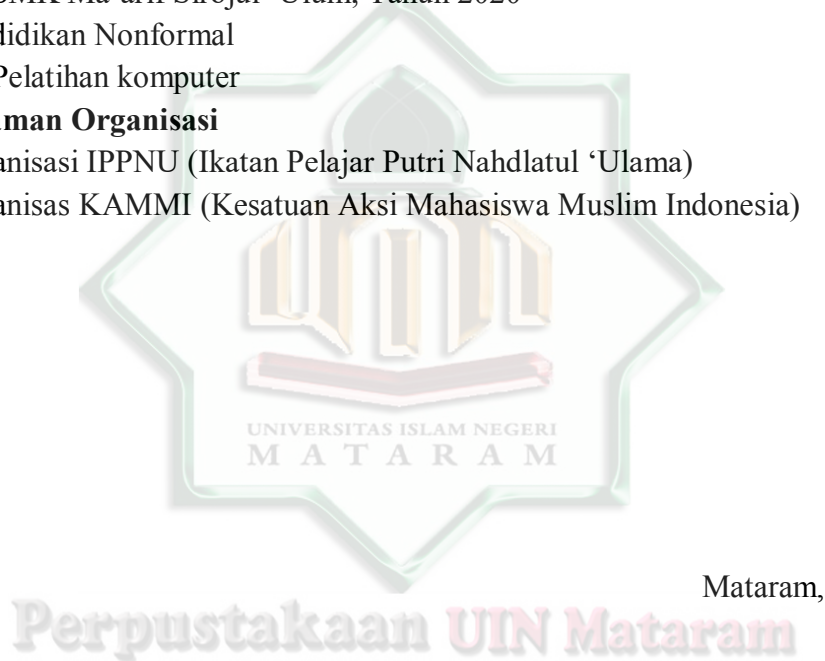 SMK Ma'arif Sirojul 'Ulum, Tahun 2020
didikan Nonformal
Pelatihan komputer
aman Organisasi
anisasi IPPNU (Ikatan Pelajar Putri Nahdlatul ‘Ulama)
anisas KAMMI (Kesatuan Aksi Mahasiswa Muslim Indonesia)
UNIVERSITAS ISLAM NEGERI
MATARAM
Mataram,
Perpustakaan UIN Mataram